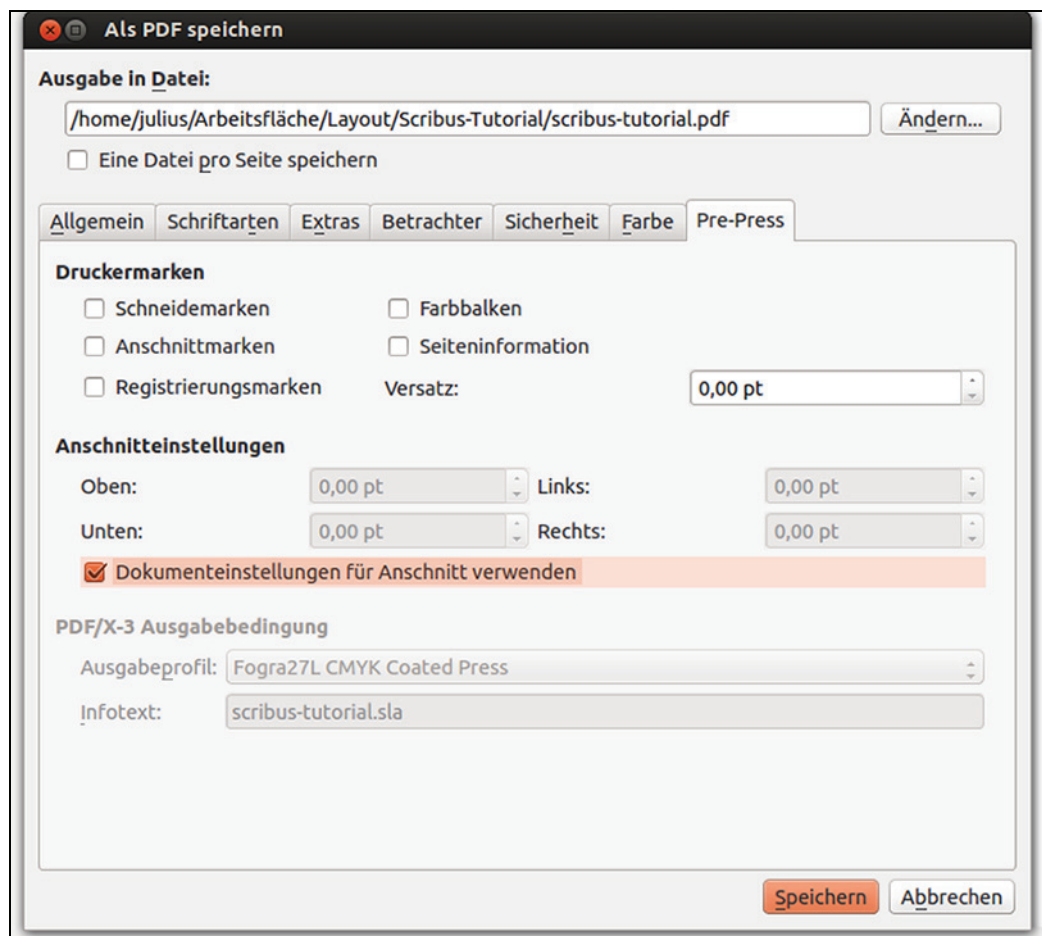 Als PDF speichern
Ausgabe in Datei:
/home/julius/Arbeitsfläche/Layout/Scribus-Tutorial/scribus-tutorial.pdf Ändern...
Eine Datei pro Seite speichern
Allgemein Schriftarten Extras Betrachter Sicherheit Farbe Pre-Press
Druckermarken
Schneidemarken Farbbalken
Anschnittmarken Seiteninformation
Registrierungsmarken Versatz: 0,00 pt
Anschnitteinstellungen
Oben: 0,00 pt Links: 0,00 pt
Unten: 0,00 pt Rechts: 0,00 pt
Dokumenteinstellungen für Anschnitt verwenden
PDF/X-3 Ausgabebedingung
Ausgabeprofil: Fogra27L CMYK Coated Press
Infotext: scribus-tutorial.sla
Speichern Abbrechen